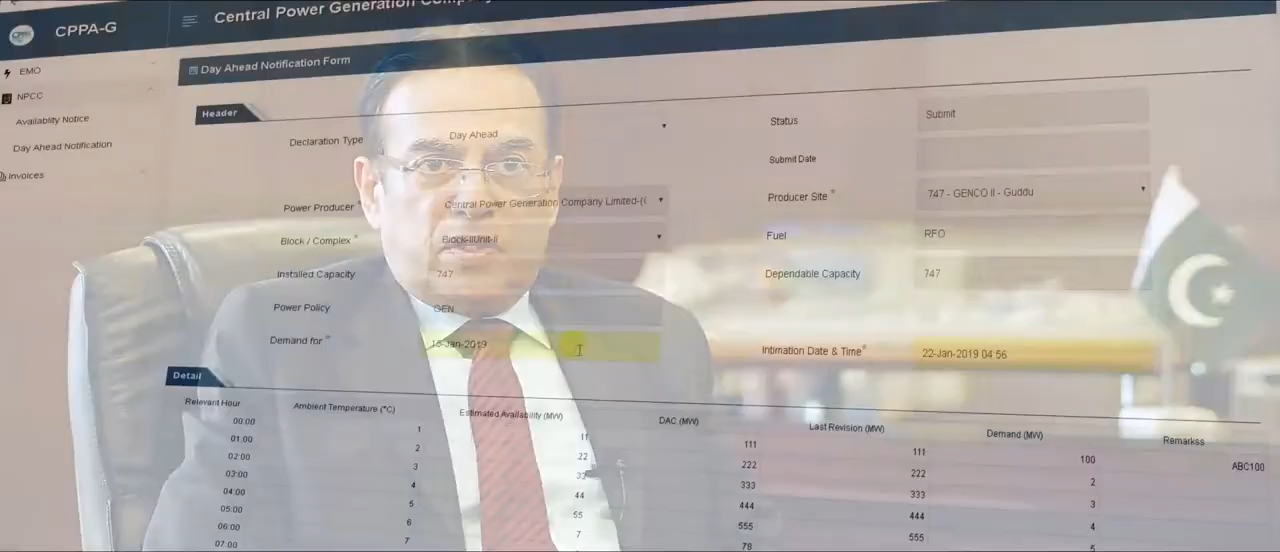 CPPA-G
Central Power Generation
EMO
NPCC
Availablity Notice
Day Ahead Notification
Invoices
Day Ahead Notification Form
Header
Declaration Type Day Ahead Status Submit
Submit Date
Power Producer * Central Power Generation Company Limited-(G Producer Site * 747 - GENCO II - Guddu
Block / Complex * Block-IIUnit-II Fuel RFO
Installed Capacity 747 Dependable Capacity 747
Power Policy GEN
Demand for * 15-Jan-2019 Intimation Date & Time * 22-Jan-2019 04 56
Detail
Relevant Hour Ambient Temperature (°C) Estimated Availability (MW) DAC (MW) Last Revision (MW) Demand (MW) Remarkss
00:00 1 11 111 111 100 ABC100
01:00 2 22 222 222 2
02:00 3 33 333 333 3
03:00 4 44 444 444 4
04:00 5 55 555 555 5
05:00 6 7 78
06:00 7
07:00